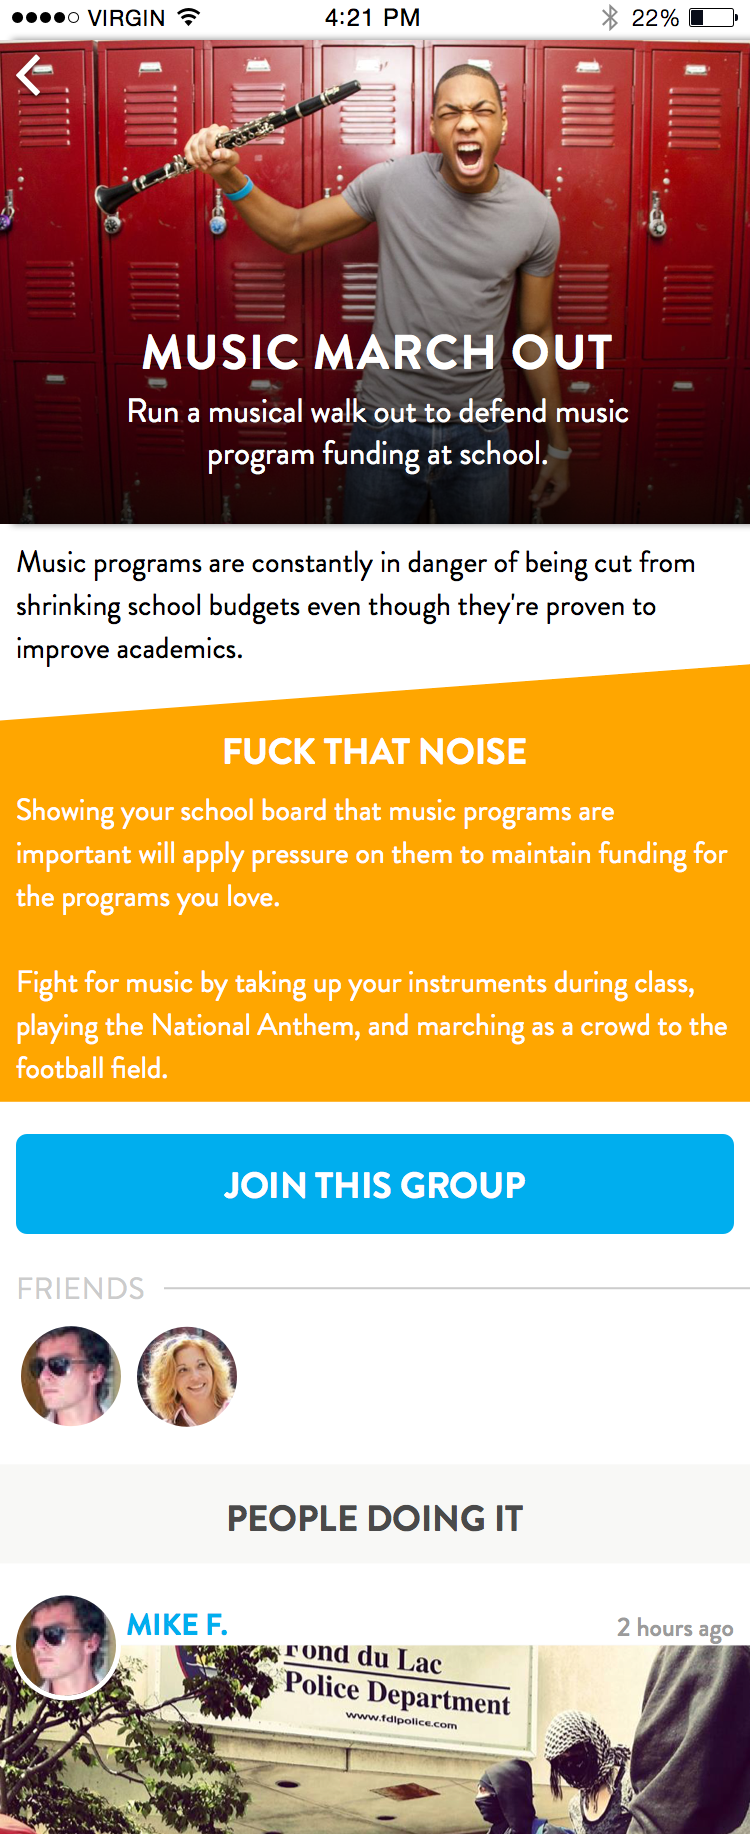 VIRGIN 4:21 PM 22%
MUSIC MARCH OUT
Run a musical walk out to defend music
program funding at school.
Music programs are constantly in danger of being cut from
shrinking school budgets even though they're proven to
improve academics.
FUCK THAT NOISE
Showing your school board that music programs are
important will apply pressure on them to maintain funding for
the programs you love.
Fight for music by taking up your instruments during class,
playing the National Anthem, and marching as a crowd to the
football field.
JOIN THIS GROUP
FRIENDS
PEOPLE DOING IT
MIKE F. 2 hours ago
Fond du Lac
Police Department
www.fdlpolice.com